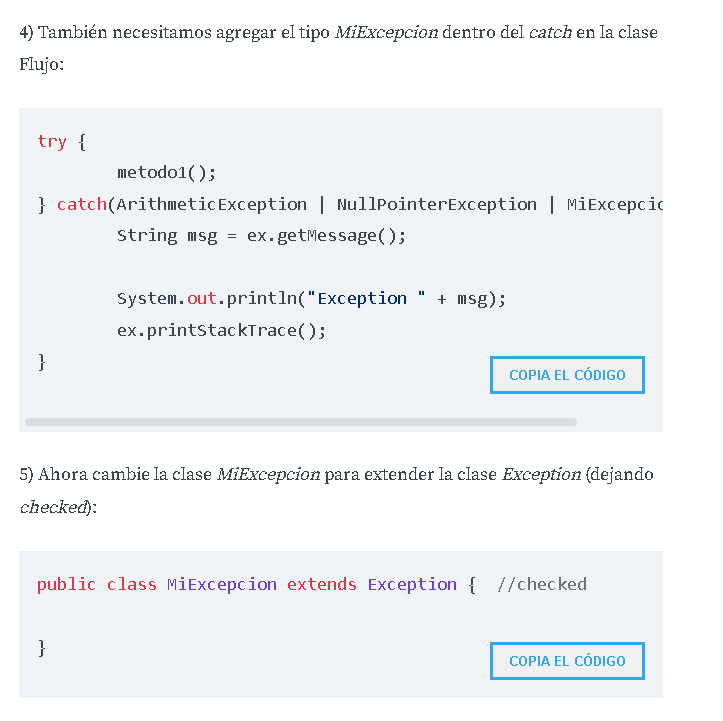 4) También necesitamos agregar el tipo MiExcepcion dentro del catch en la clase
Flujo:
try {
metodo1();
} catch(ArithmeticException | NullPointerException | MiExcepcio
String msg = ex.getMessage();
System.out.println("Exception " + msg);
ex.printStackTrace();
}
COPIA EL CÓDIGO
5) Ahora cambie la clase MiExcepcion para extender la clase Exception (dejando
checked):
public class MiExcepcion extends Exception {  //checked
}
COPIA EL CÓDIGO